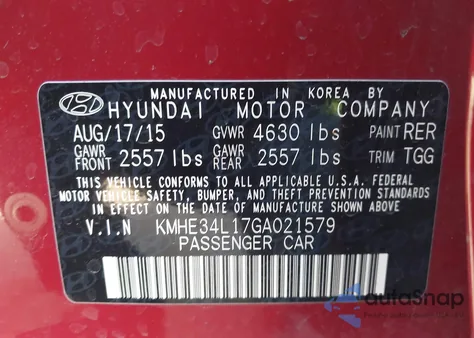 MANUFACTURED IN KOREA BY
HYUNDAI MOTOR COMPANY
AUG/17/15 GVWR 4630 lbs PAINT RER
GAWR FRONT 2557 lbs GAWR REAR 2557 lbs TRIM TGG
THIS VEHICLE CONFORMS TO ALL APPLICABLE U.S.A. FEDERAL
MOTOR VEHICLE SAFETY, BUMPER, AND THEFT PREVENTION
STANDARDS IN EFFECT ON THE DATE OF MANUFACTURE SHOWN ABOVE.
V.I.N KMHE34L17GA021579
PASSENGER CAR
autoSnap